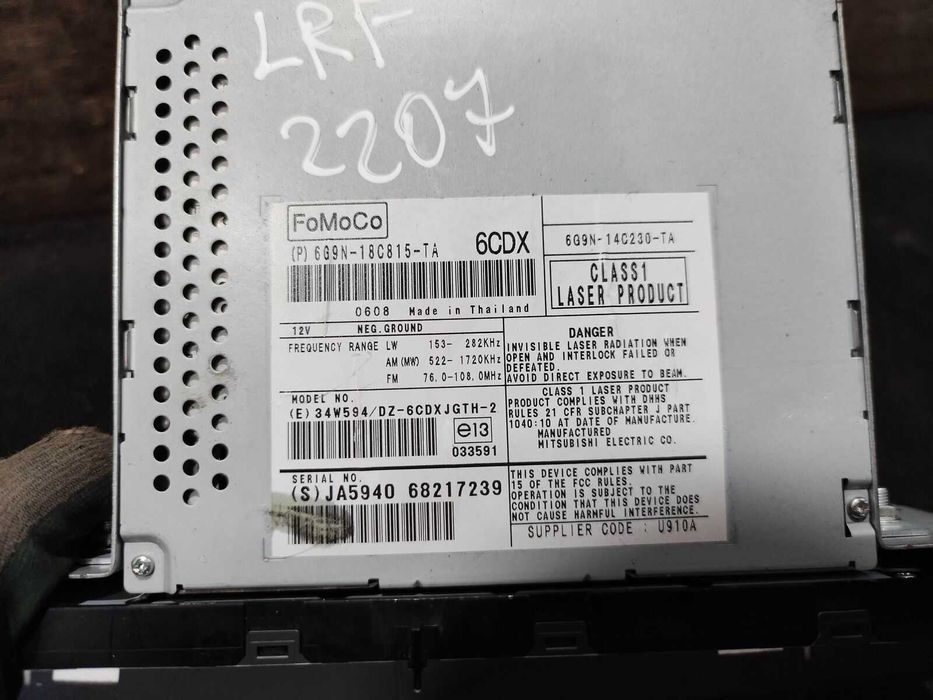 LRF
2207
FoMoCo
(P) 6G9N-18C815-TA 6CDX
0608 Made in Thailand
6G9N-14C230-TA
CLASS1
LASER PRODUCT
12V NEG.GROUND
FREQUENCY RANGE LW 153- 282KHz
AM(MW) 522-1720KHz
FM 76.0-108.0MHz
DANGER
INVISIBLE LASER RADIATION WHEN
OPEN AND INTERLOCK FAILED OR
DEFEATED.
AVOID DIRECT EXPOSURE TO BEAM.
MODEL NO.
(E) 34W594/DZ-6CDXJGTH-2
e13
033591
CLASS 1 LASER PRODUCT
PRODUCT COMPLIES WITH DHHS
RULES 21 CFR SUBCHAPTER J PART
1040:10 AT DATE OF MANUFACTURE.
MANUFACTURED
MITSUBISHI ELECTRIC CO.
SERIAL NO.
(S)JA5940 68217239
THIS DEVICE COMPLIES WITH PART
15 OF THE FCC RULES.
OPERATION IS SUBJECT TO THE
CONDITION THAT THIS DEVICE DOES
NOT CAUSE HARMFUL INTERFERENCE.
SUPPLIER CODE : U910A